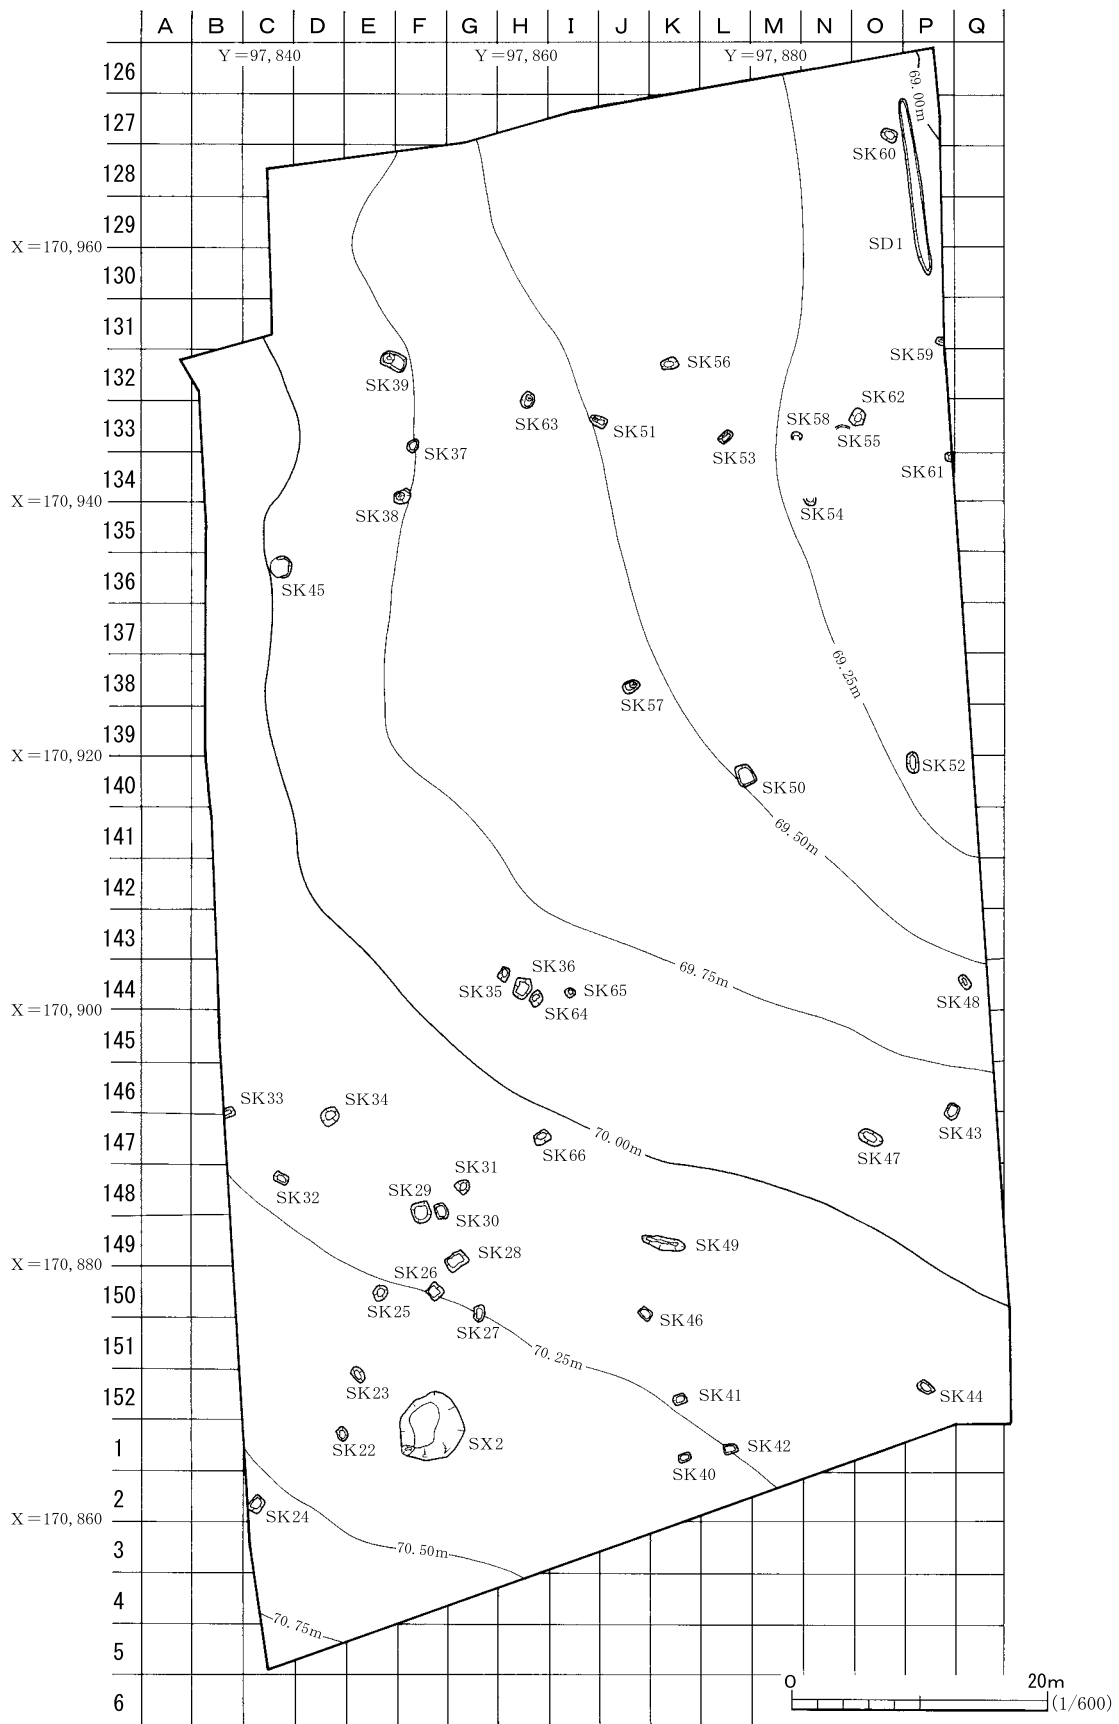 A B C D E F G H I J K L M N O P Q
Y＝97,840 Y＝97,860 Y＝97,880
126
69.00m
127
SK60
128
129
SD1
X＝170,960
130
131
SK59
132
SK39 SK56
SK62
SK63 SK51 SK58
133
SK55
SK37 SK53
SK61
134
X＝170,940
SK38 SK54
135
136
SK45
137
69.25m
138
SK57
139
X＝170,920
SK52
140
SK50
69.50m
141
142
143
SK36
69.75m
144
SK35 SK65
SK64 SK48
X＝170,900
145
146
SK33 SK34
SK43
147
70.00m
SK66 SK47
SK31
148
SK32 SK29
SK30
149
SK49
SK28
X＝170,880
SK26
150
SK25
SK46
SK27
151
70.25m
SK23 SK41 SK44
152
SX2 SK42
1
SK22
SK40
2
SK24
X＝170,860
3
70.50m
4
70.75m
5
0 20m
6
(1/600)